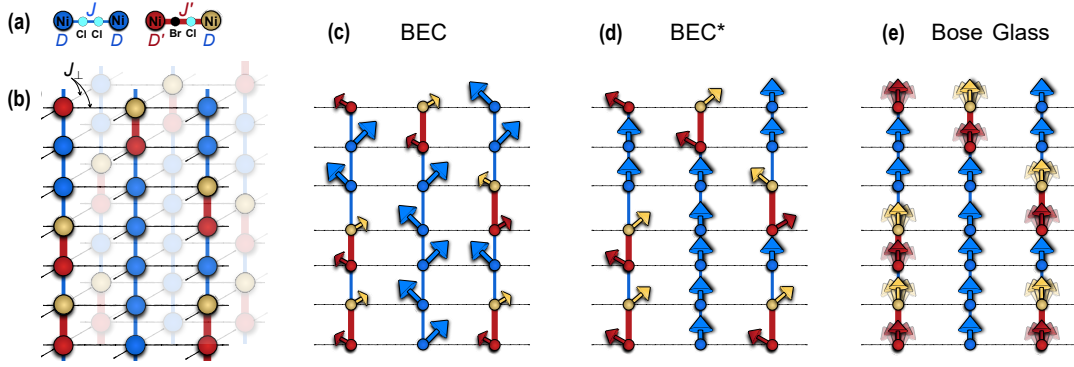 (a) Ni J Ni J' Ni Ni
D Cl Cl D D' Br Cl D
J⊥
(b)
(c) BEC
(d) BEC*
(e) Bose Glass